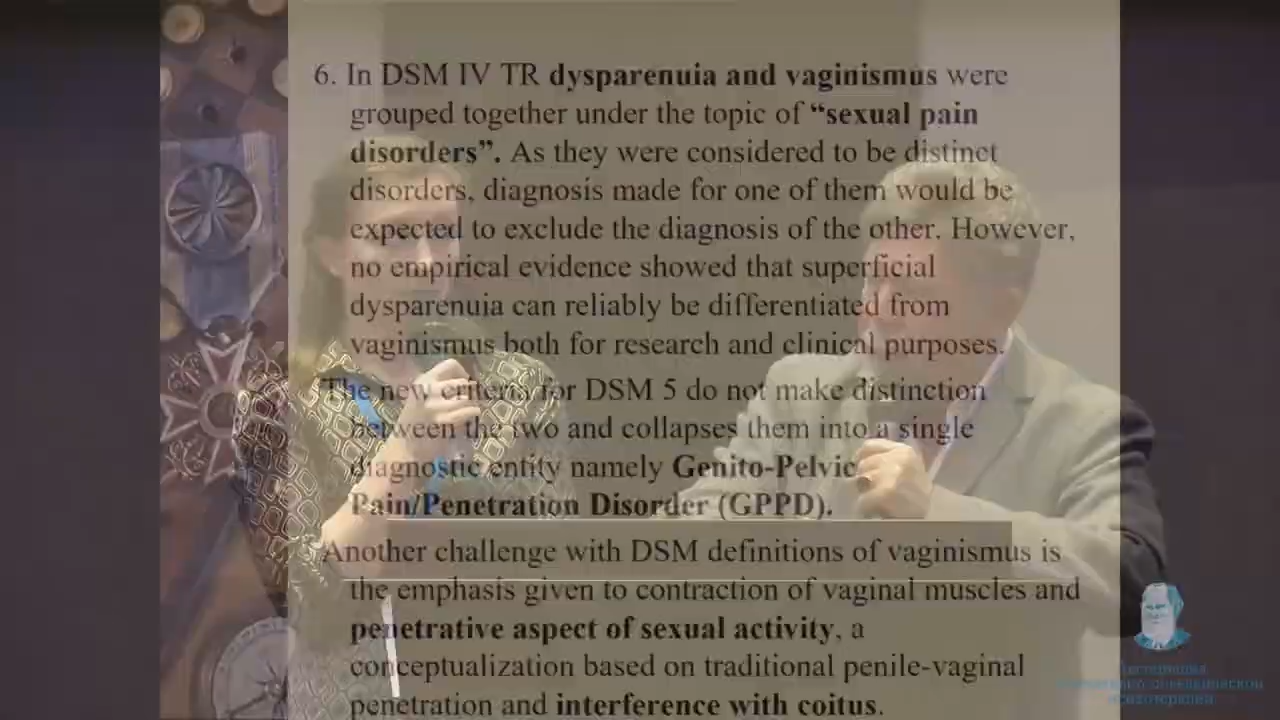 6. In DSM IV TR dysparenuia and vaginismus were
grouped together under the topic of “sexual pain
disorders”. As they were considered to be distinct
disorders, diagnosis made for one of them would be
expected to exclude the diagnosis of the other. However,
no empirical evidence showed that superficial
dysparenuia can reliably be differentiated from
vaginismus both for research and clinical purposes.
The new criteria for DSM 5 do not make distinction
between the two and collapses them into a single
diagnostic entity namely Genito-Pelvic
Pain/Penetration Disorder (GPPD).
Another challenge with DSM definitions of vaginismus is
the emphasis given to contraction of vaginal muscles and
penetrative aspect of sexual activity, a
conceptualization based on traditional penile-vaginal
penetration and interference with coitus.
Ассоциация
психотерапии